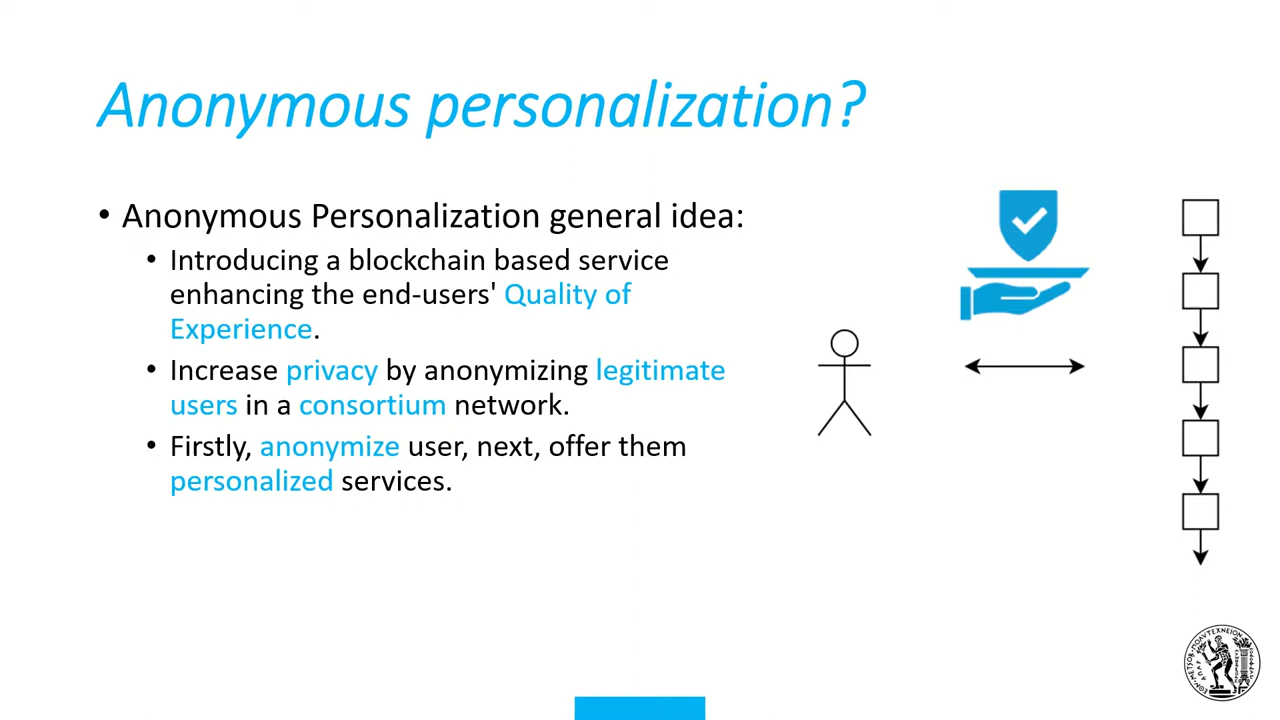 Anonymous personalization?
• Anonymous Personalization general idea:
• Introducing a blockchain based service
enhancing the end-users' Quality of
Experience.
• Increase privacy by anonymizing legitimate
users in a consortium network.
• Firstly, anonymize user, next, offer them
personalized services.